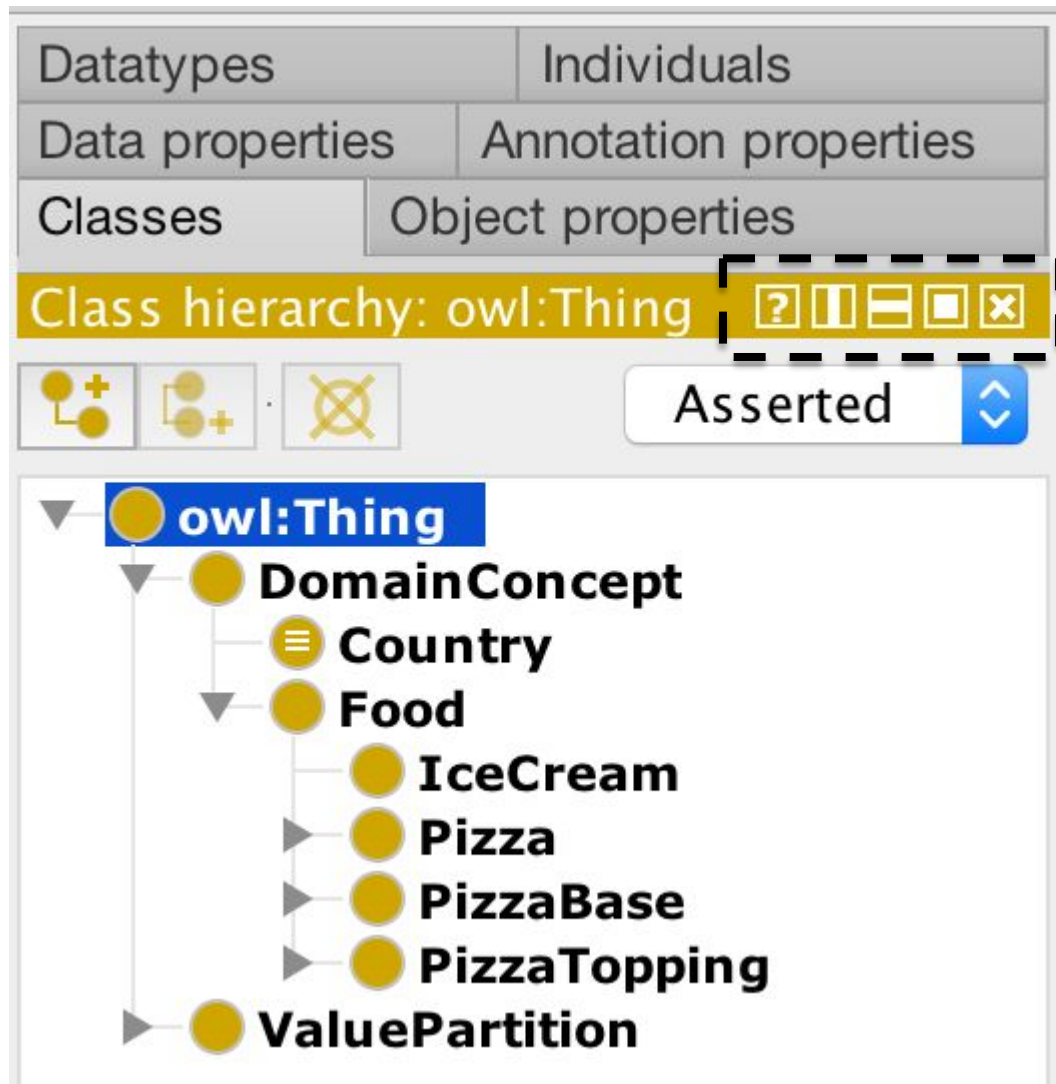 Datatypes Individuals
Data properties Annotation properties
Classes Object properties
Class hierarchy: owl:Thing ?
Asserted
owl:Thing
DomainConcept
Country
Food
IceCream
Pizza
PizzaBase
PizzaTopping
ValuePartition